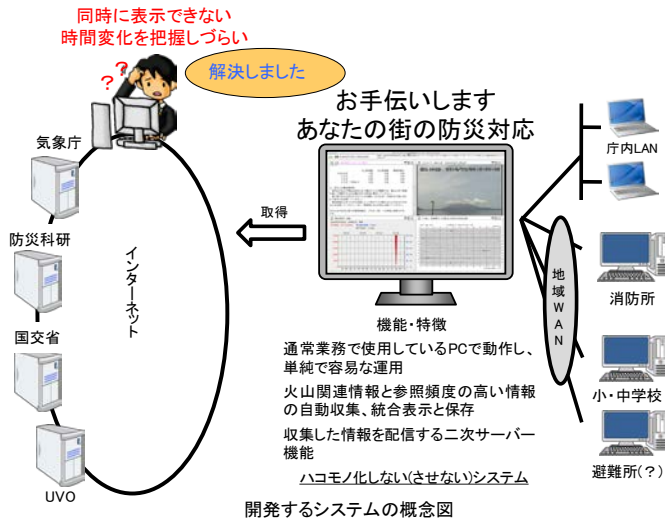 同時に表示できない
時間変化を把握しづらい
??
解決しました
お手伝いします
あなたの街の防災対応
気象庁
防災科研
国交省
UVO
インターネット
取得
庁内LAN
消防所
小・中学校
避難所(?)
地域WAN
機能・特徴
通常業務で使用しているPCで動作し、
単純で容易な運用
火山関連情報と参照頻度の高い情報
の自動収集、統合表示と保存
収集した情報を配信する二次サーバー
機能
ハコモノ化しない(させない)システム
開発するシステムの概念図